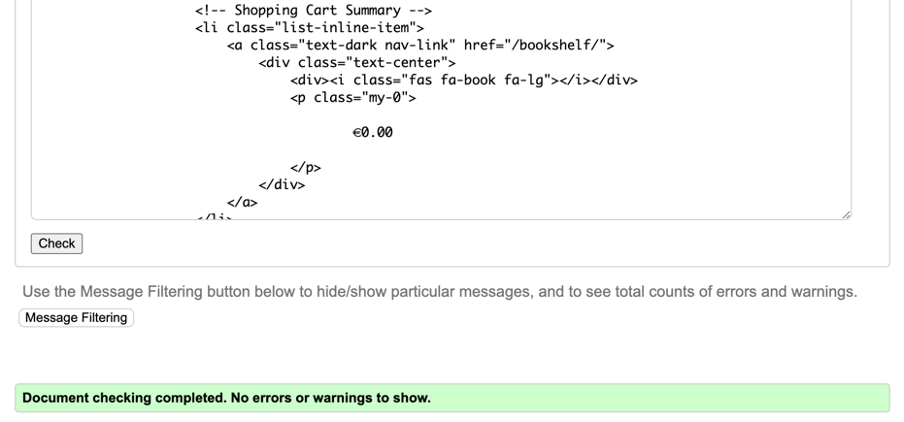 <!-- Shopping Cart Summary -->
<li class="list-inline-item">
<a class="text-dark nav-link" href="/bookshelf/">
<div class="text-center">
<div><i class="fas fa-book fa-lg"></i></div>
<p class="my-0">
€0.00
</p>
</div>
</a>
</li>
Check
Use the Message Filtering button below to hide/show particular messages, and to see total counts of errors and warnings.
Message Filtering
Document checking completed. No errors or warnings to show.